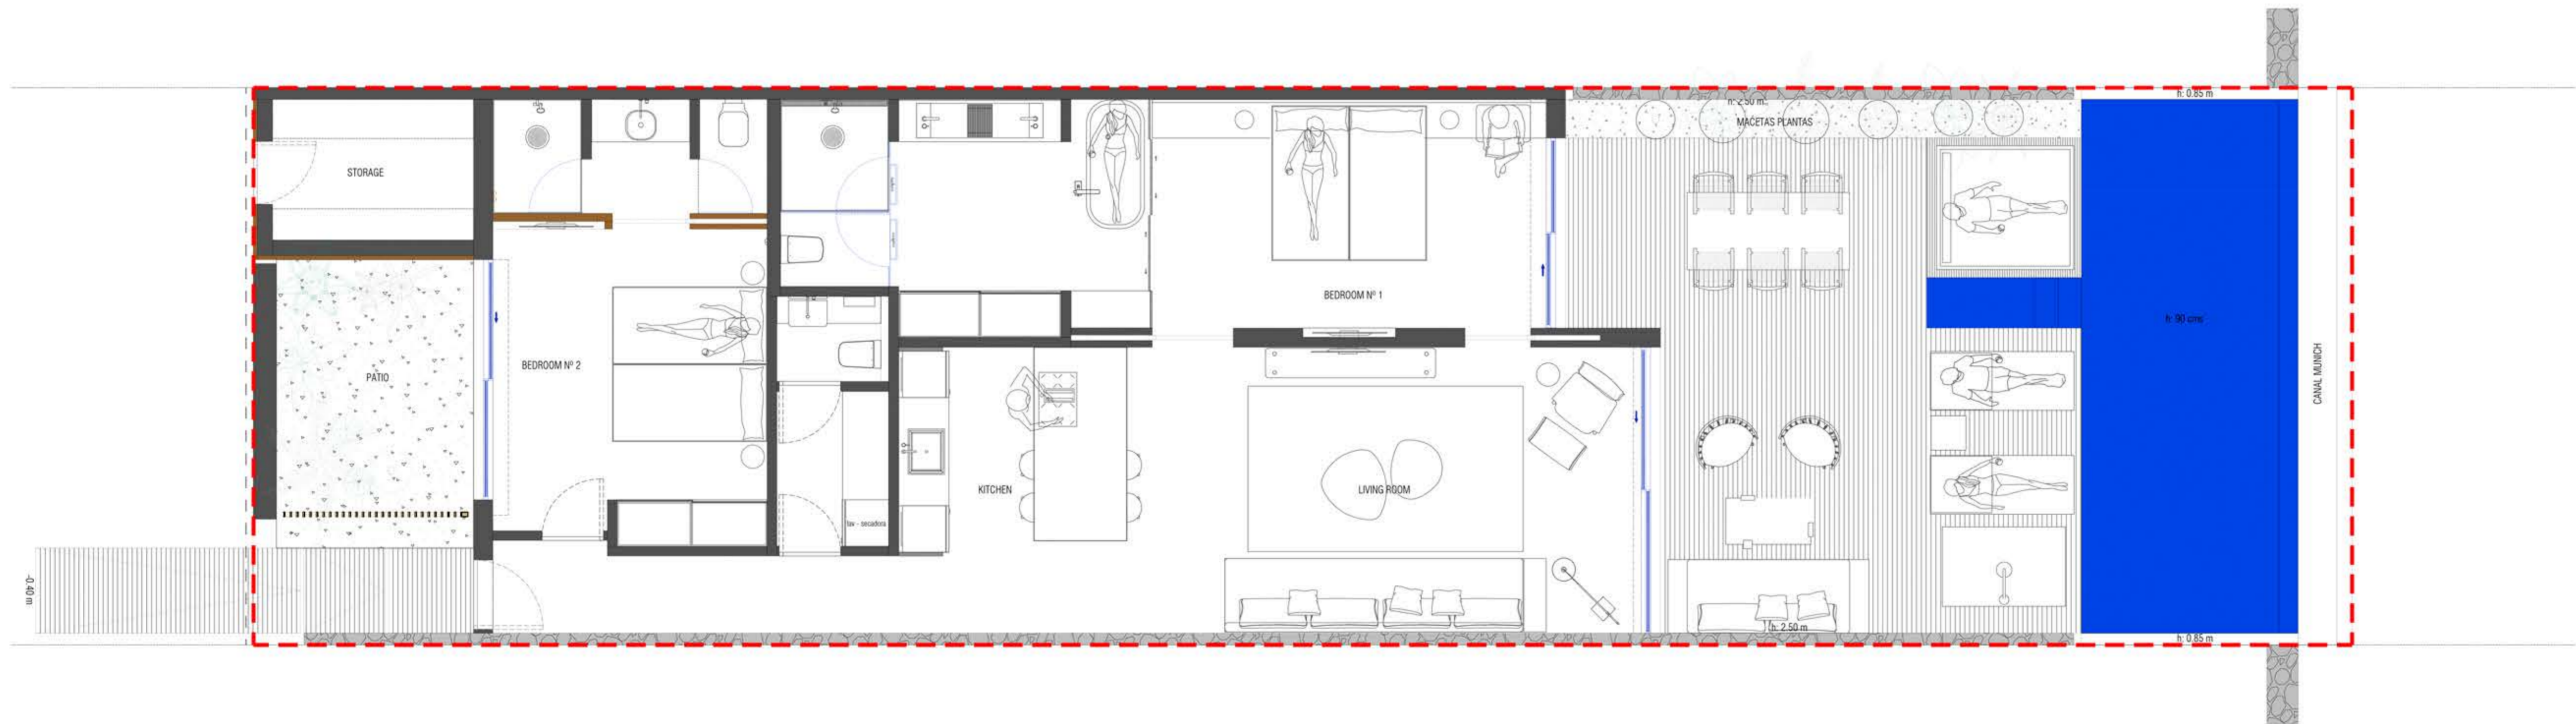 h: 0.85 m
h: 2.50 m.
MACETAS PLANTAS
STORAGE
BEDROOM Nº 1
h: 90 cms
CANAL MUNICH
BEDROOM Nº 2
PATIO
KITCHEN
LIVING ROOM
lav - secadora
-0.40 m
h: 2.50 m
h: 0.85 m